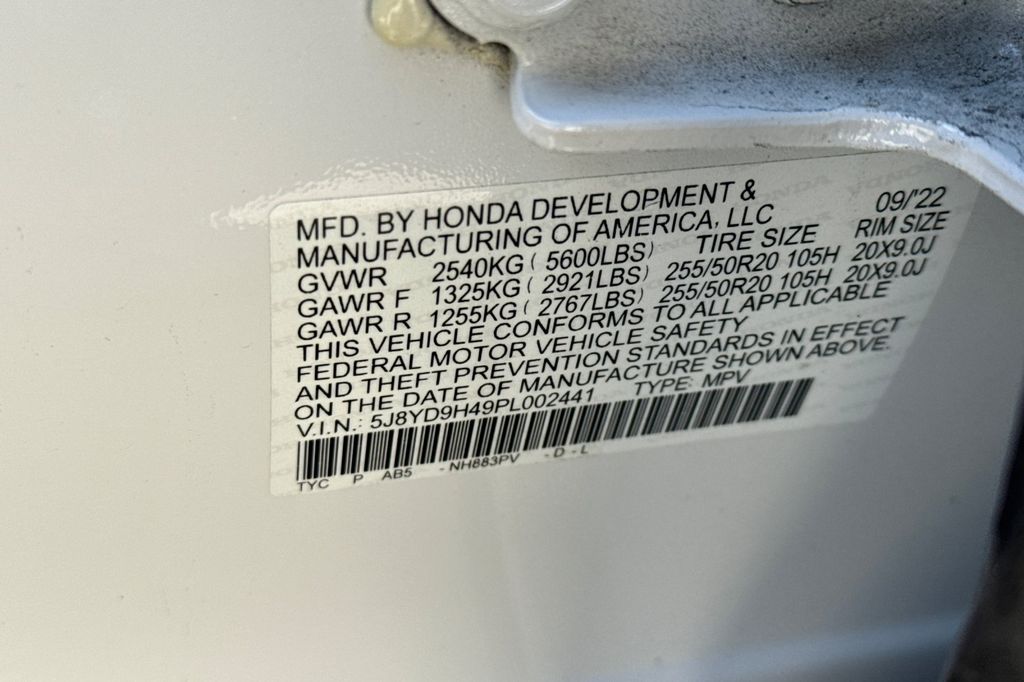 MFD. BY HONDA DEVELOPMENT & 09/'22
MANUFACTURING OF AMERICA, LLC
GVWR 2540KG ( 5600LBS) TIRE SIZE RIM SIZE
GAWR F 1325KG ( 2921LBS) 255/50R20 105H 20X9.0J
GAWR R 1255KG ( 2767LBS) 255/50R20 105H 20X9.0J
THIS VEHICLE CONFORMS TO ALL APPLICABLE
FEDERAL MOTOR VEHICLE SAFETY
AND THEFT PREVENTION STANDARDS IN EFFECT
ON THE DATE OF MANUFACTURE SHOWN ABOVE.
V.I.N.: 5J8YD9H49PL002441 TYPE: MPV
TYC P AB5 - NH883PV - D - L